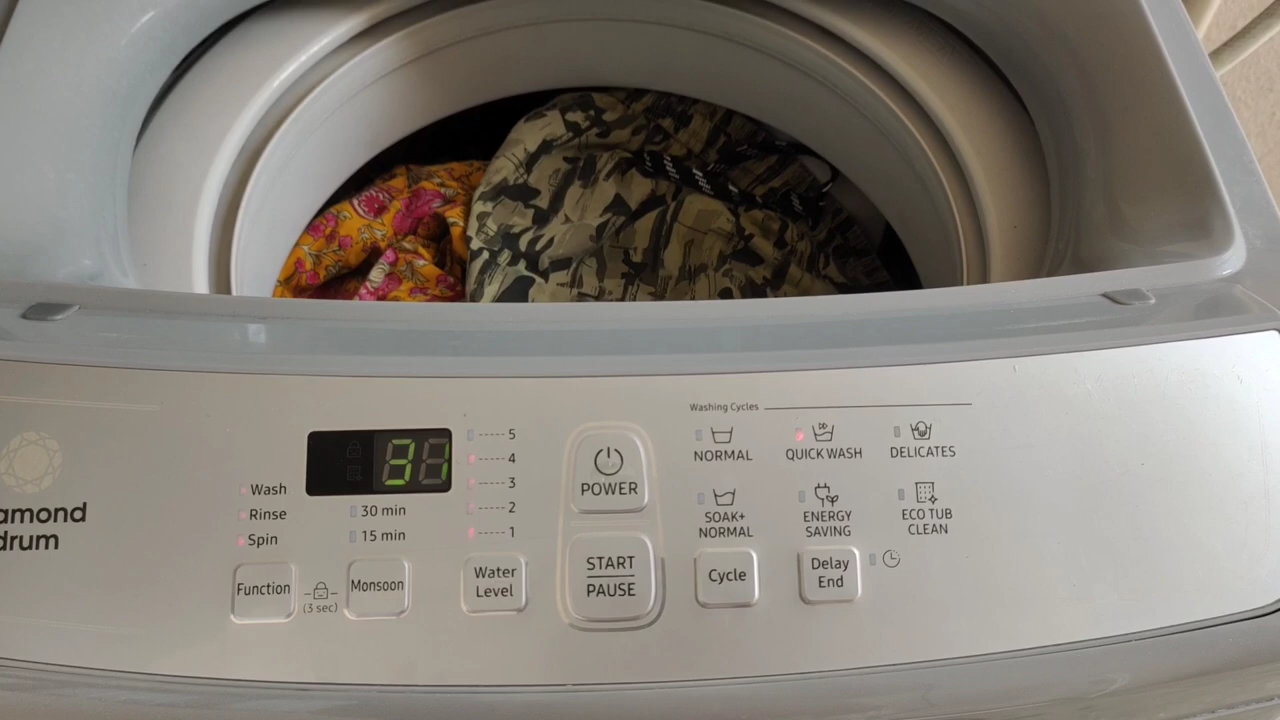 Washing Cycles
5
4
3
2
1
31
Wash
Rinse
Spin
30 min
15 min
POWER
START
PAUSE
NORMAL
QUICK WASH
DELICATES
SOAK+
NORMAL
ENERGY
SAVING
ECO TUB
CLEAN
amond
drum
Function
(3 sec)
Monsoon
Water
Level
Cycle
Delay
End